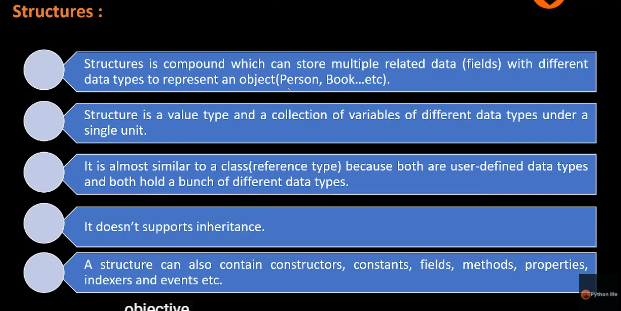 Structures :
Structures is compound which can store multiple related data (fields) with different
data types to represent an object(Person, Book...etc).
Structure is a value type and a collection of variables of different data types under a
single unit.
It is almost similar to a class(reference type) because both are user-defined data types
and both hold a bunch of different data types.
It doesn't supports inheritance.
A structure can also contain constructors, constants, fields, methods, properties,
indexers and events etc.
Python life
objective